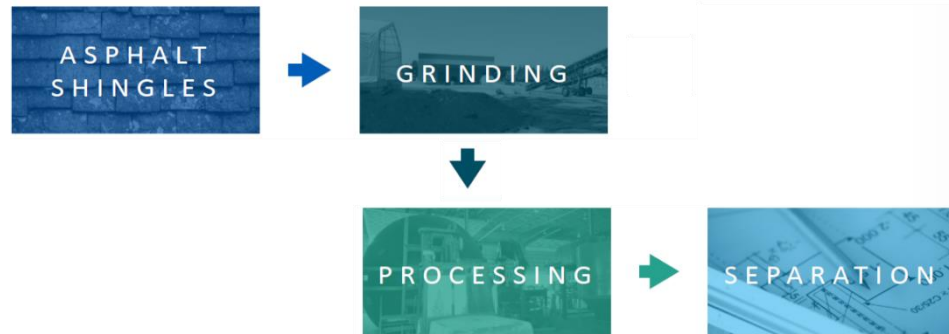 ASPHALT
SHINGLES
GRINDING
PROCESSING
SEPARATION